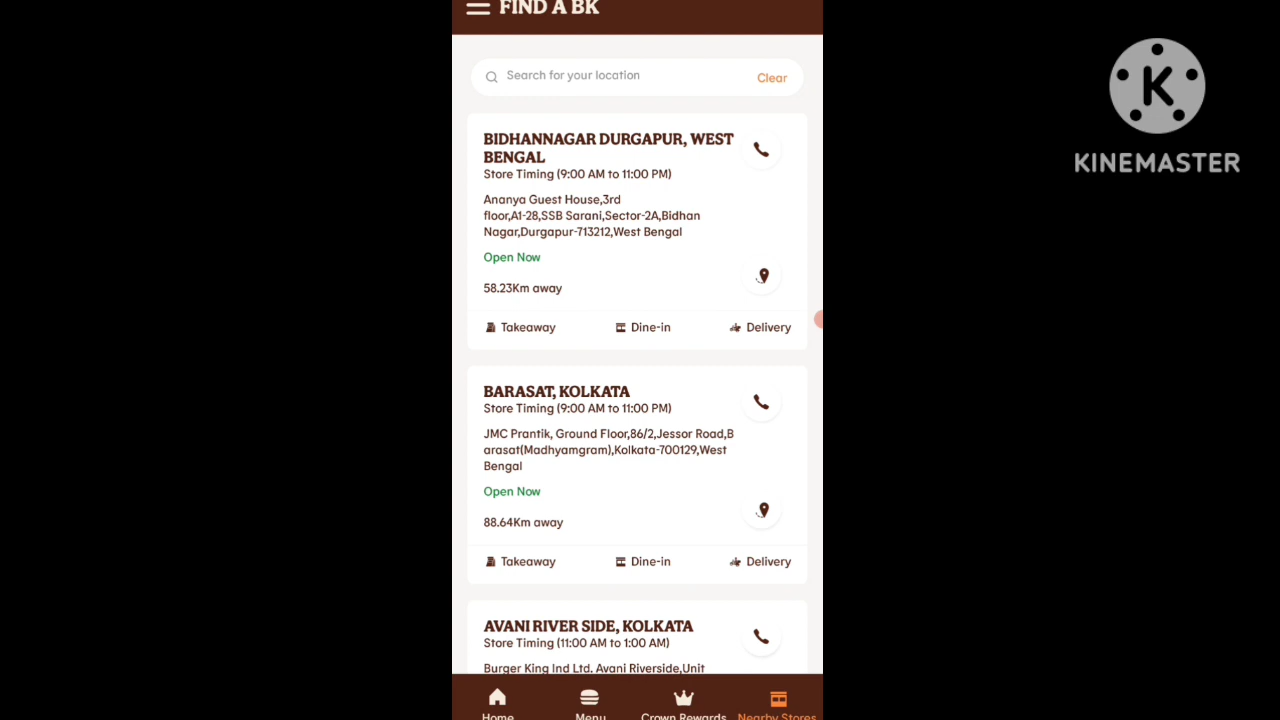 FIND A BK
Search for your location
Clear
BIDHANNAGAR DURGAPUR, WEST
BENGAL
Store Timing (9:00 AM to 11:00 PM)
Ananya Guest House,3rd
floor,A1-28,SSB Sarani,Sector-2A,Bidhan
Nagar,Durgapur-713212,West Bengal
Open Now
58.23Km away
Takeaway
Dine-in
Delivery
BARASAT, KOLKATA
Store Timing (9:00 AM to 11:00 PM)
JMC Prantik, Ground Floor,86/2,Jessor Road,B
arasat(Madhyamgram),Kolkata-700129,West
Bengal
Open Now
88.64Km away
Takeaway
Dine-in
Delivery
AVANI RIVER SIDE, KOLKATA
Store Timing (11:00 AM to 1:00 AM)
Burger King Ind Ltd. Avani Riverside,Unit
Home
Menu
Crown Rewards
Nearby Stores
K
KINEMASTER